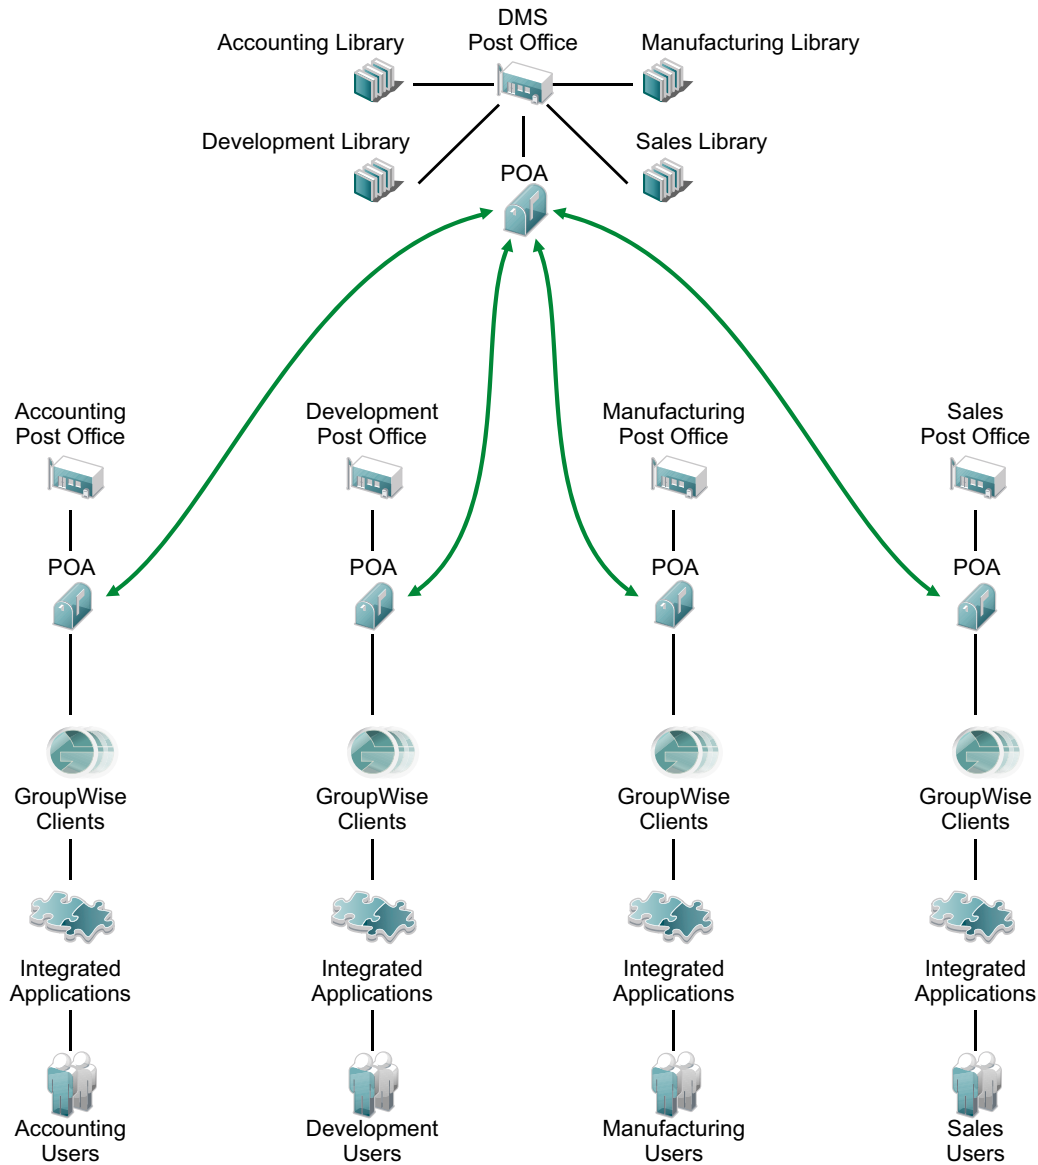 DMS
Post Office
Accounting Library
Manufacturing Library
Development Library
Sales Library
POA
Accounting
Post Office
Development
Post Office
Manufacturing
Post Office
Sales
Post Office
POA
POA
POA
POA
GroupWise
Clients
GroupWise
Clients
GroupWise
Clients
GroupWise
Clients
Integrated
Applications
Integrated
Applications
Integrated
Applications
Integrated
Applications
Accounting
Users
Development
Users
Manufacturing
Users
Sales
Users